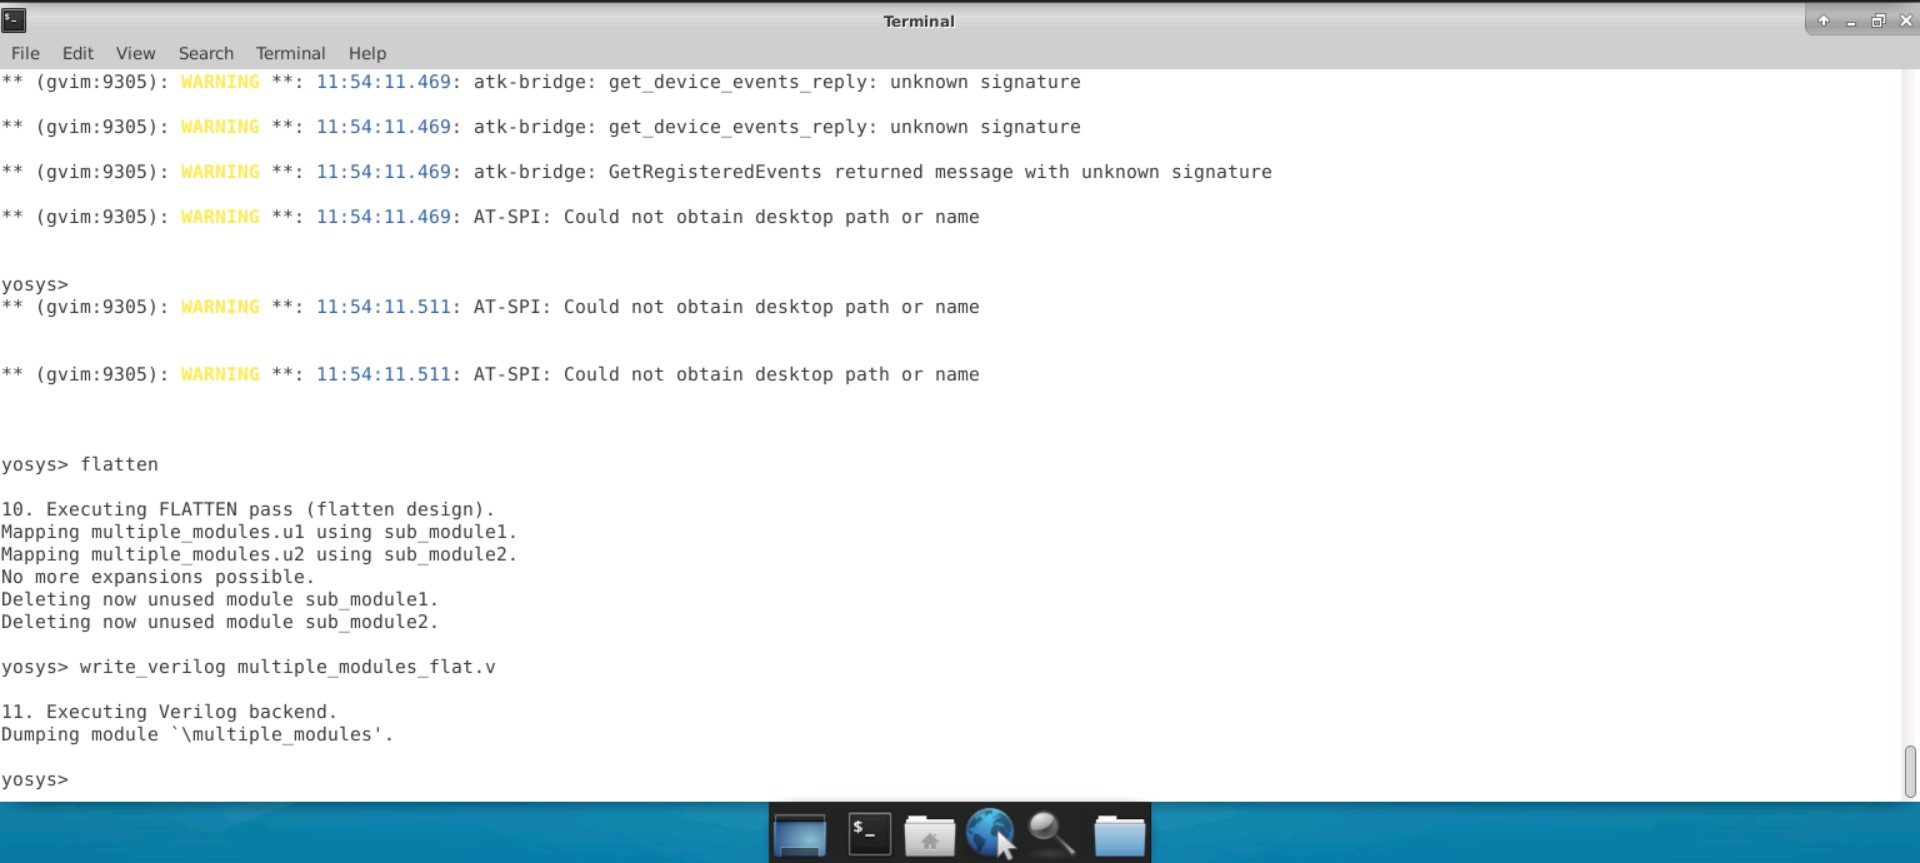 Terminal
File Edit View Search Terminal Help
** (gvim:9305): WARNING **: 11:54:11.469: atk-bridge: get_device_events_reply: unknown signature
** (gvim:9305): WARNING **: 11:54:11.469: atk-bridge: get_device_events_reply: unknown signature
** (gvim:9305): WARNING **: 11:54:11.469: atk-bridge: GetRegisteredEvents returned message with unknown signature
** (gvim:9305): WARNING **: 11:54:11.469: AT-SPI: Could not obtain desktop path or name
yosys>
** (gvim:9305): WARNING **: 11:54:11.511: AT-SPI: Could not obtain desktop path or name
** (gvim:9305): WARNING **: 11:54:11.511: AT-SPI: Could not obtain desktop path or name
yosys> flatten
10. Executing FLATTEN pass (flatten design).
Mapping multiple_modules.u1 using sub_module1.
Mapping multiple_modules.u2 using sub_module2.
No more expansions possible.
Deleting now unused module sub_module1.
Deleting now unused module sub_module2.
yosys> write_verilog multiple_modules_flat.v
11. Executing Verilog backend.
Dumping module `\multiple_modules'.
yosys>
$_